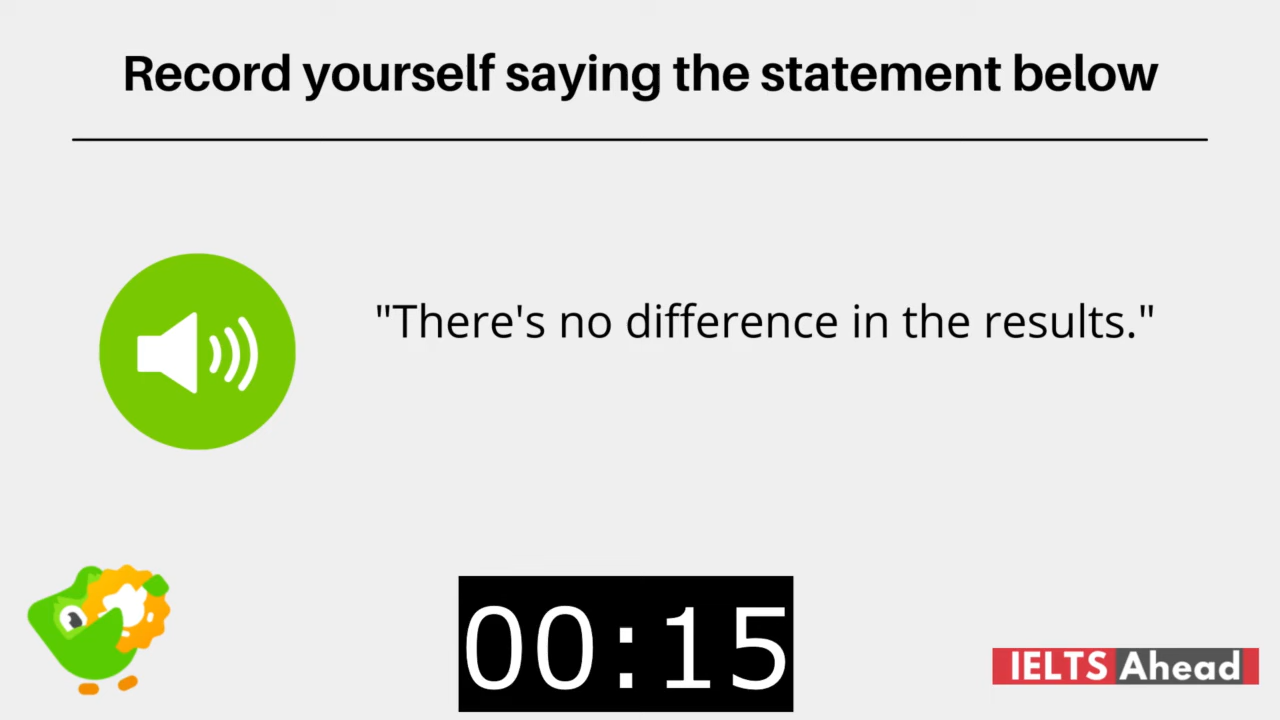 Record yourself saying the statement below
"There's no difference in the results."
00:15
IELTS Ahead